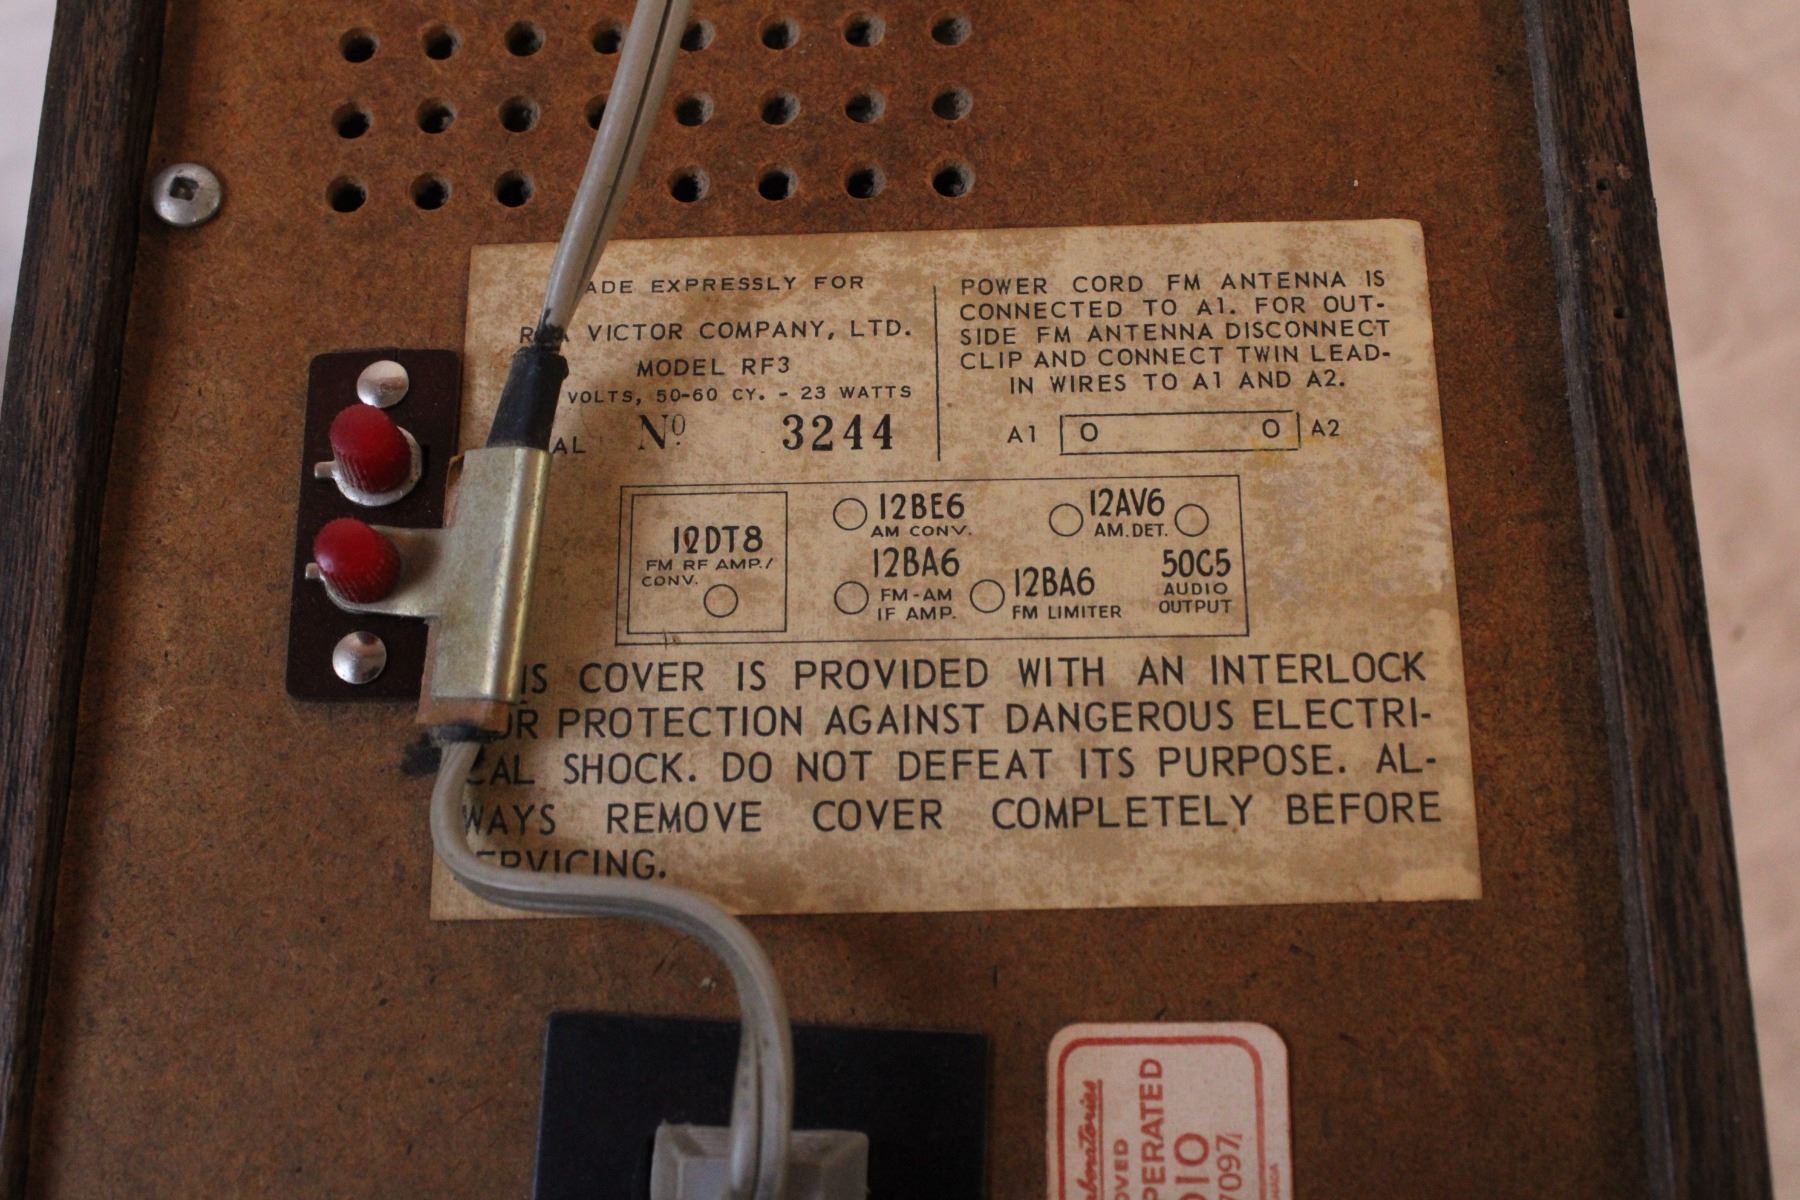 ADE EXPRESSLY FOR
VICTOR COMPANY, LTD.
MODEL RF3
VOLTS, 50-60 CY. - 23 WATTS
AL Nº 3244
POWER CORD FM ANTENNA IS
CONNECTED TO A1. FOR OUT-
SIDE FM ANTENNA DISCONNECT
CLIP AND CONNECT TWIN LEAD-
IN WIRES TO A1 AND A2.
A1 O O A2
12DT8
FM RF AMP./
CONV.
12BE6
AM CONV.
12BA6
FM-AM
IF AMP.
12AV6
AM. DET.
12BA6
FM LIMITER
50C5
AUDIO
OUTPUT
IS COVER IS PROVIDED WITH AN INTERLOCK
OR PROTECTION AGAINST DANGEROUS ELECTRI-
CAL SHOCK. DO NOT DEFEAT ITS PURPOSE. AL-
WAYS REMOVE COVER COMPLETELY BEFORE
ERVICING.
OVED
PERATED
DIO
7097